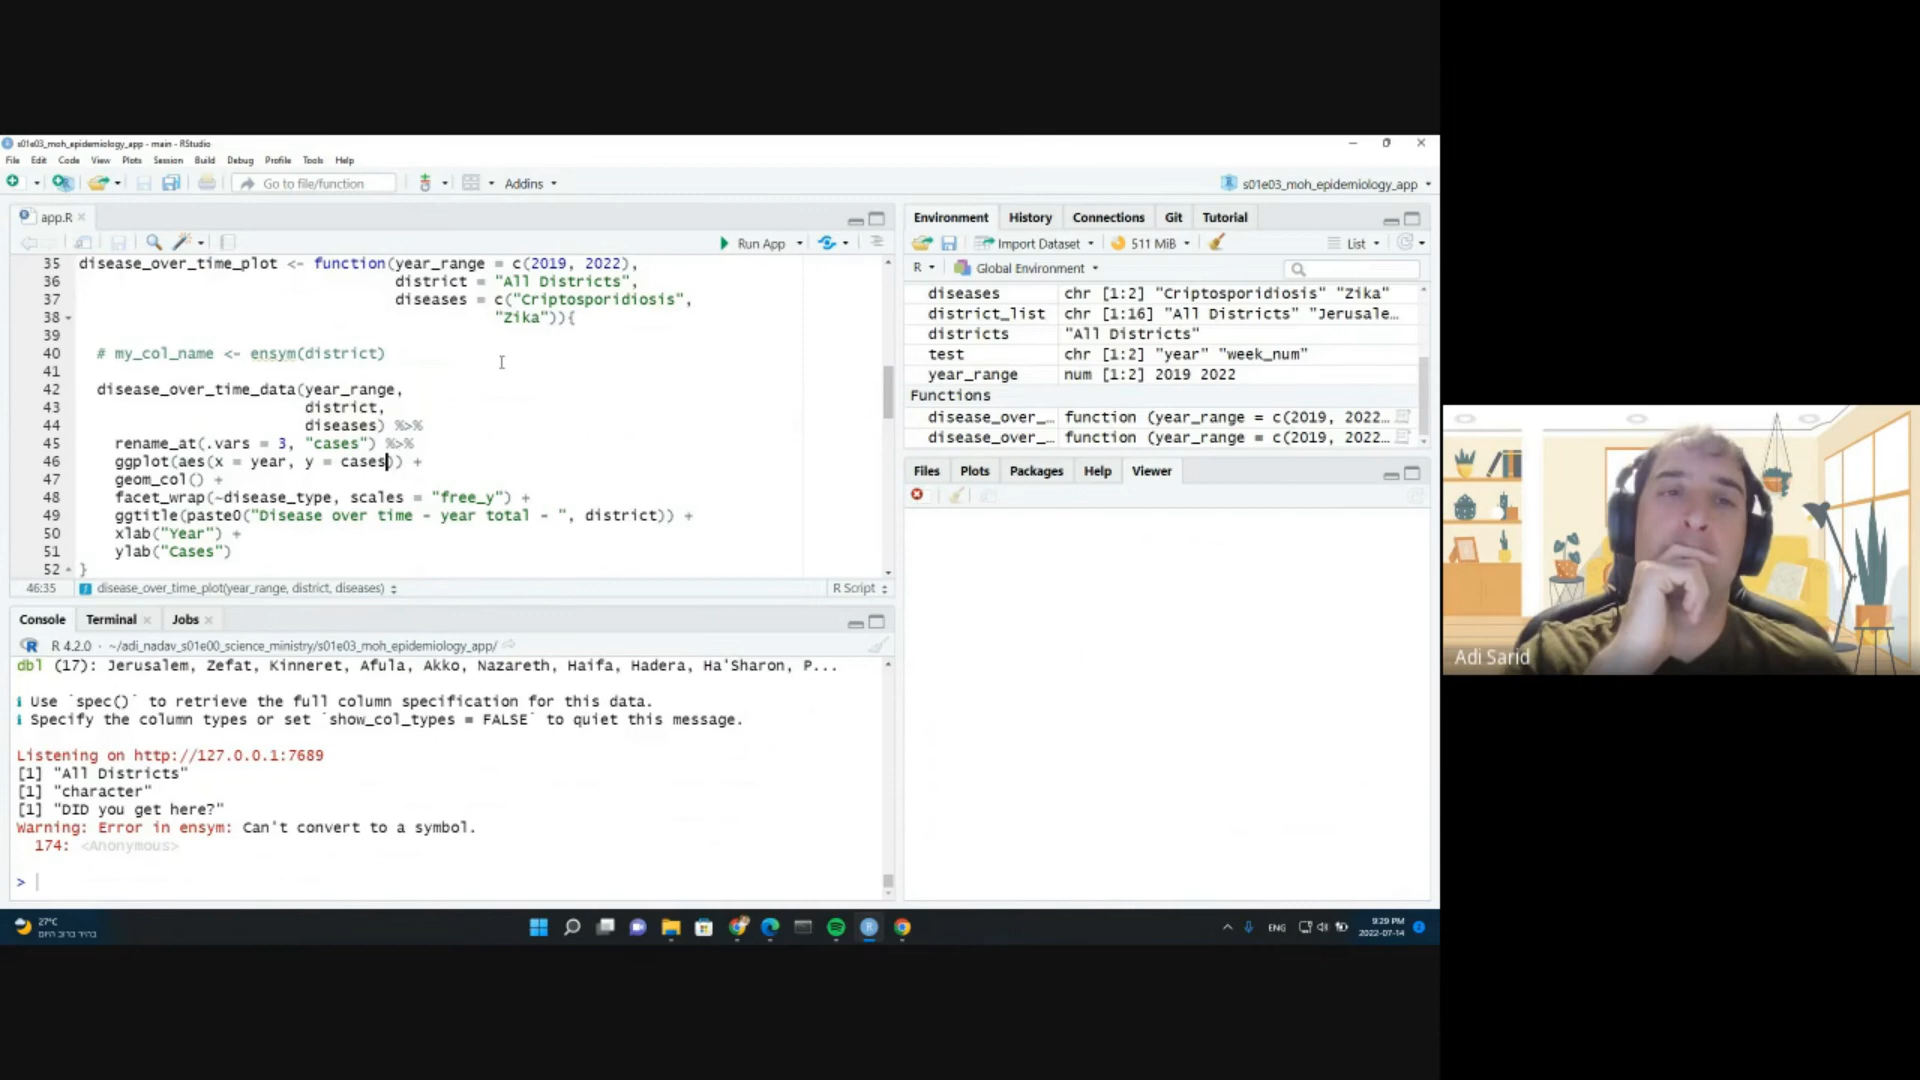 s01e03_moh_epidemiology_app - main - RStudio
File Edit Code View Plots Session Build Debug Profile Tools Help
Go to file/function
Addins
s01e03_moh_epidemiology_app
app.R
Run App
35 disease_over_time_plot <- function(year_range = c(2019, 2022),
36 district = "All Districts",
37 diseases = c("Criptosporidiosis",
38 "Zika")){
39
40 # my_col_name <- ensym(district)
41
42 disease_over_time_data(year_range,
43 district,
44 diseases) %>%
45 rename_at(.vars = 3, "cases") %>%
46 ggplot(aes(x = year, y = cases)) +
47 geom_col() +
48 facet_wrap(~disease_type, scales = "free_y") +
49 ggtitle(paste0("Disease over time - year total - ", district)) +
50 xlab("Year") +
51 ylab("Cases")
52 }
46:35 disease_over_time_plot(year_range, district, diseases) R Script
Console Terminal Jobs
R 4.2.0 · ~/adi_nadav_s01e00_science_ministry/s01e03_moh_epidemiology_app/
dbl (17): Jerusalem, Zefat, Kinneret, Afula, Akko, Nazareth, Haifa, Hadera, Ha'Sharon, P...
i Use `spec()` to retrieve the full column specification for this data.
i Specify the column types or set `show_col_types = FALSE` to quiet this message.
Listening on http://127.0.0.1:7689
[1] "All Districts"
[1] "character"
[1] "DID you get here?"
Warning: Error in ensym: Can't convert to a symbol.
174: <Anonymous>
>
Environment History Connections Git Tutorial
Import Dataset 511 MiB List
R Global Environment
diseases chr [1:2] "Criptosporidiosis" "Zika"
district_list chr [1:16] "All Districts" "Jerusale…
districts "All Districts"
test chr [1:2] "year" "week_num"
year_range num [1:2] 2019 2022
Functions
disease_over_… function (year_range = c(2019, 2022…
disease_over_… function (year_range = c(2019, 2022…
Files Plots Packages Help Viewer
Adi Sarid
27°C
בהיר ברוב היום
ENG
9:29 PM
2022-07-14